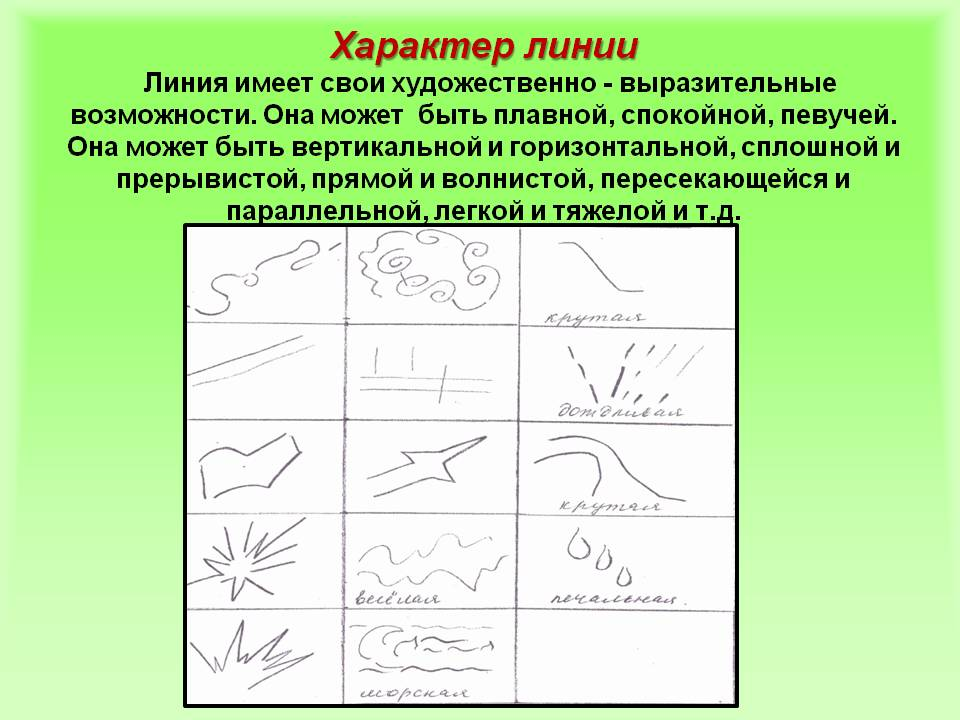 Характер линии
Линия имеет свои художественно - выразительные
возможности. Она может быть плавной, спокойной, певучей.
Она может быть вертикальной и горизонтальной, сплошной и
прерывистой, прямой и волнистой, пересекающейся и
параллельной, легкой и тяжелой и т.д.
крутая
дождливая
крутая
весёлая
печальная.
морская